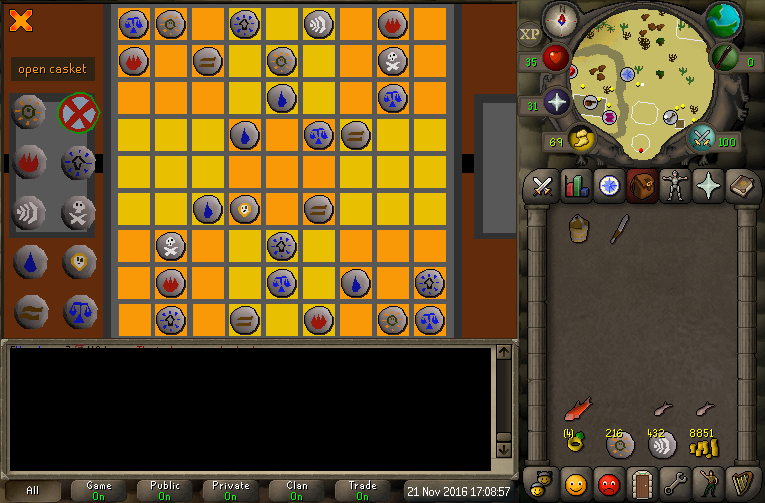 XP
open casket
35
0
31
69
100
(4)
216
432
8851
All
Game
On
Public
On
Private
On
Clan
On
Trade
On
21 Nov 2016 17:08:57